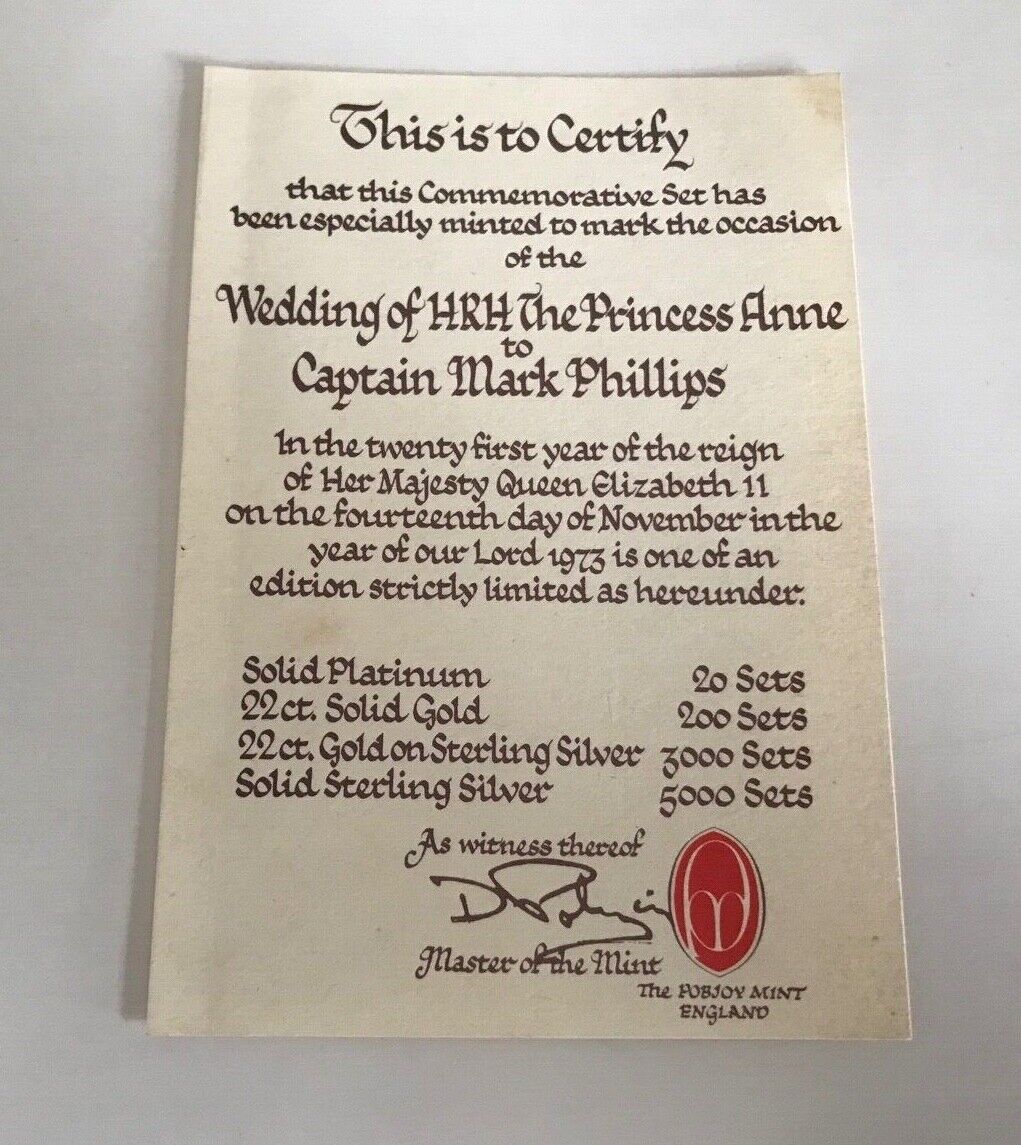 This is to Certify
that this Commemorative Set has
been especially minted to mark the occasion
of the
Wedding of HRH The Princess Anne
to
Captain Mark Phillips
In the twenty first year of the reign
of Her Majesty Queen Elizabeth 11
on the fourteenth day of November in the
year of our Lord 1973 is one of an
edition strictly limited as hereunder.
Solid Platinum 20 Sets
22ct. Solid Gold 200 Sets
22ct. Gold on Sterling Silver 3000 Sets
Solid Sterling Silver 5000 Sets
As witness thereof
Master of the Mint
The POBJOY MINT
ENGLAND